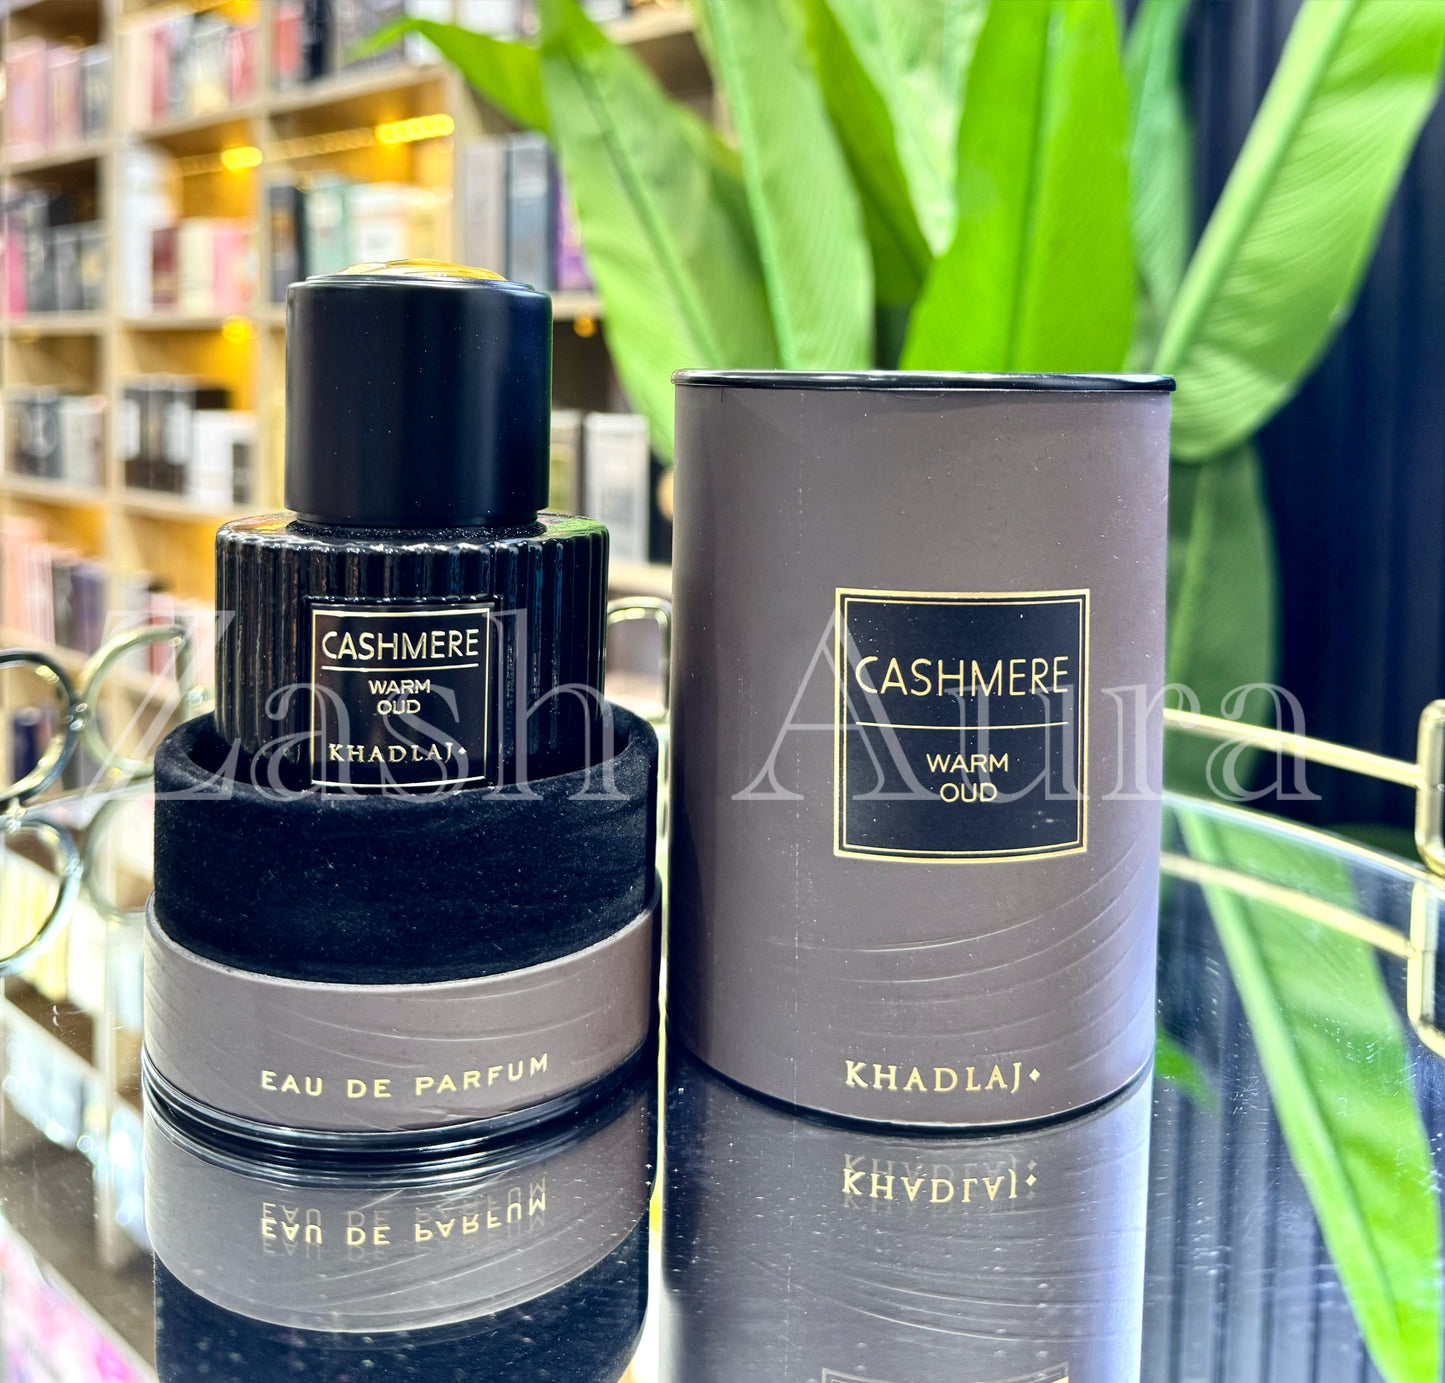 CASHMERE
WARM
OUD
KHADLAJ
EAU DE PARFUM
CASHMERE
WARM
OUD
KHADLAJ
Zash Aura